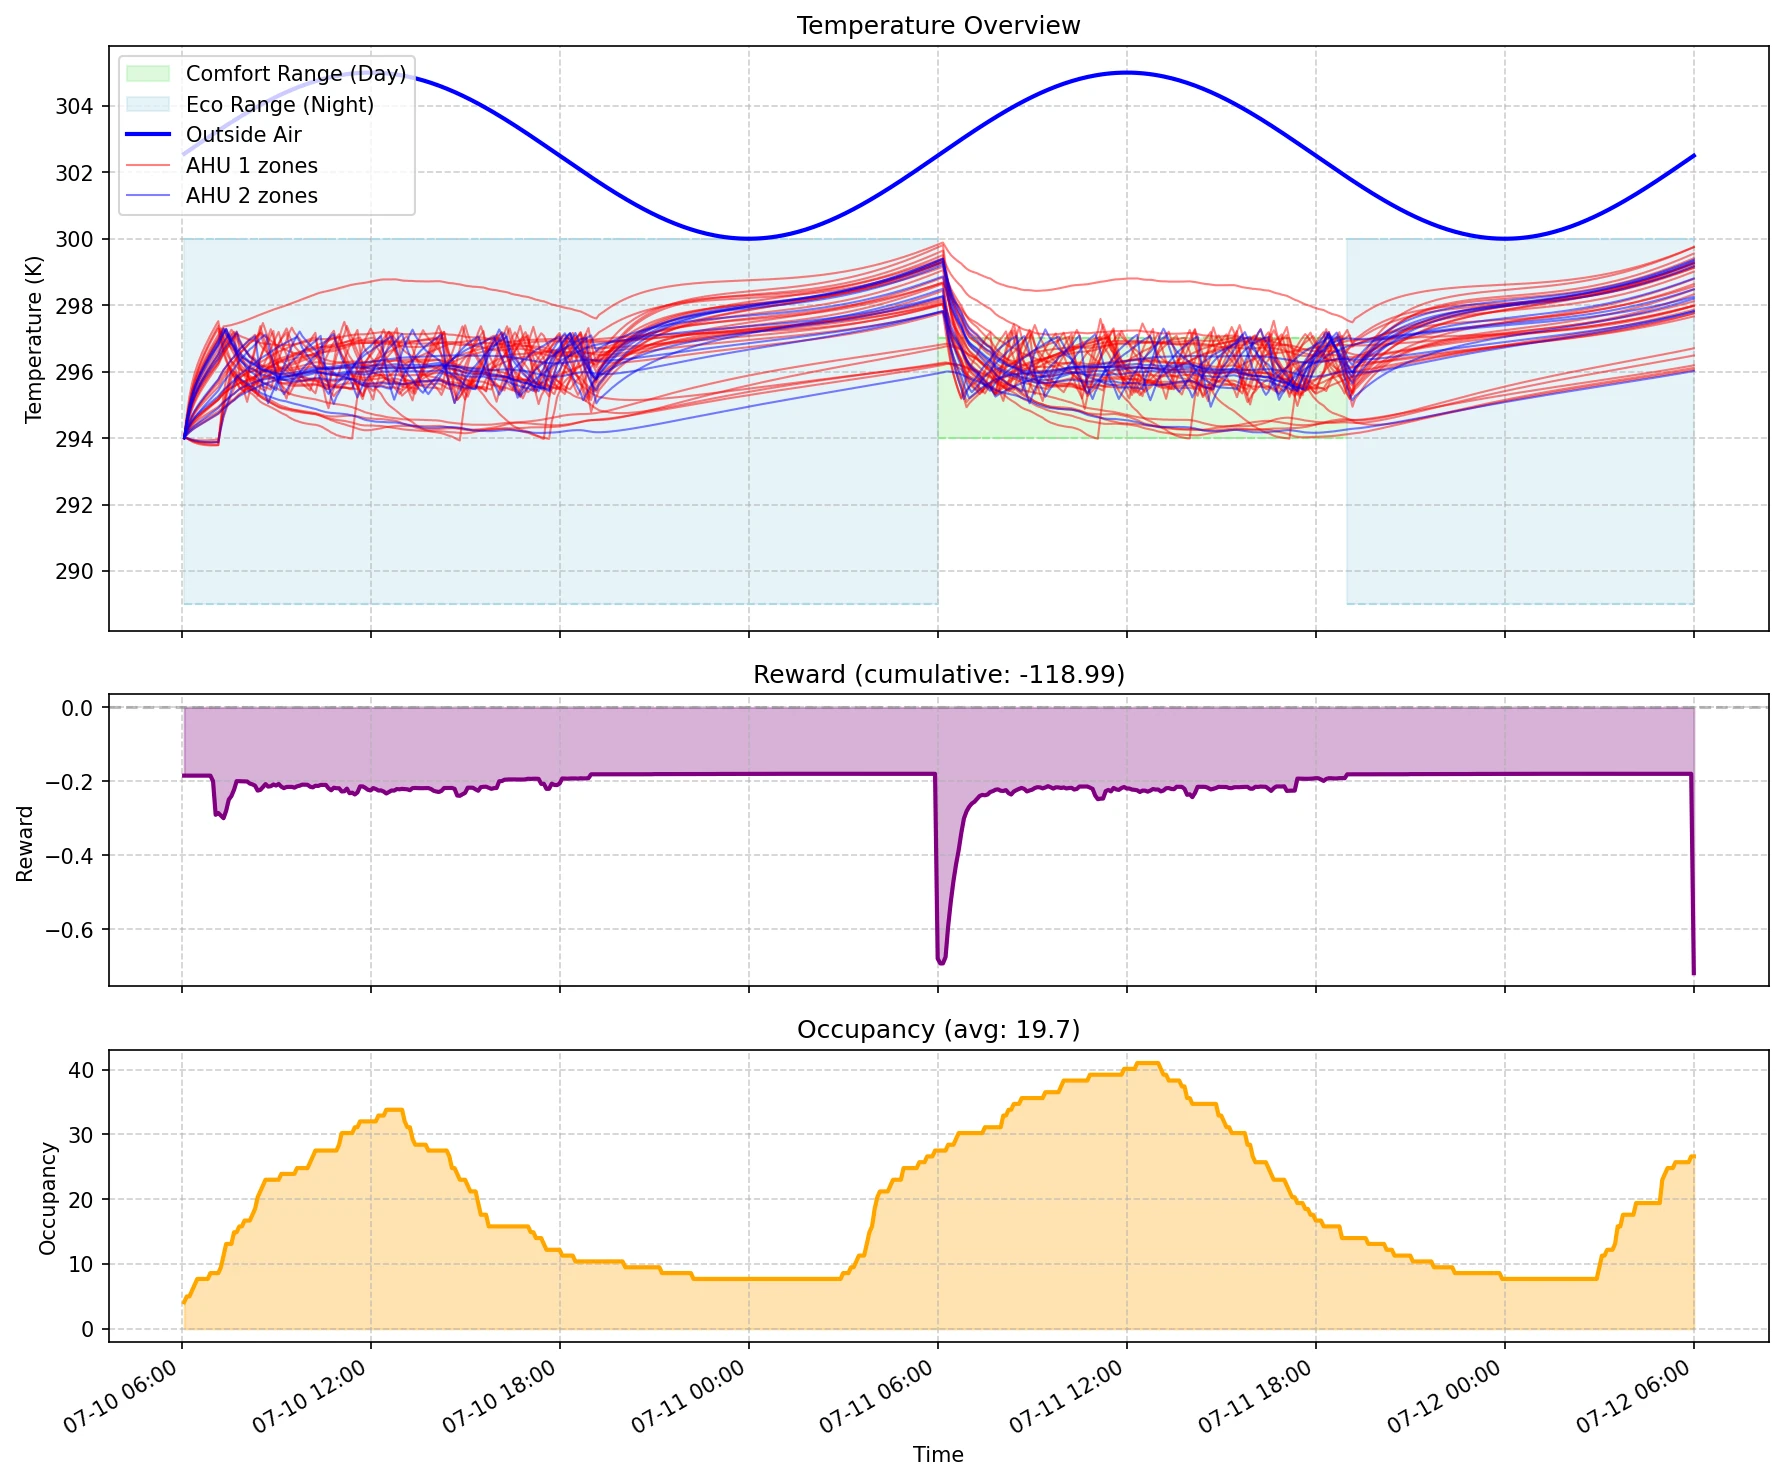 Temperature Overview
Comfort Range (Day)
Eco Range (Night)
Outside Air
AHU 1 zones
AHU 2 zones
304
302
300
298
296
294
292
290
Temperature (K)
Reward (cumulative: -118.99)
0.0
−0.2
−0.4
−0.6
Reward
Occupancy (avg: 19.7)
40
30
20
10
0
Occupancy
07-10 06:00
07-10 12:00
07-10 18:00
07-11 00:00
07-11 06:00
07-11 12:00
07-11 18:00
07-12 00:00
07-12 06:00
Time